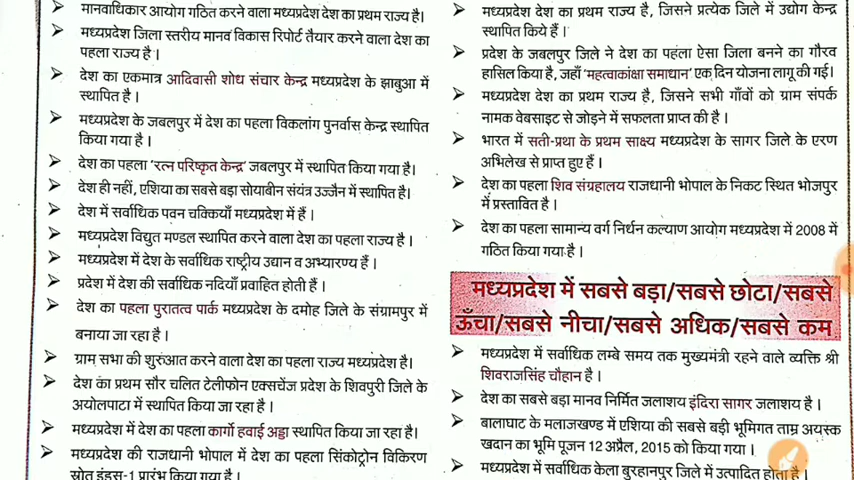 मानवाधिकार आयोग गठित करने वाला मध्यप्रदेश देश का प्रथम राज्य है।
मध्यप्रदेश जिला स्तरीय मानव विकास रिपोर्ट तैयार करने वाला देश का
पहला राज्य है।
देश का एकमात्र आदिवासी शोध संचार केन्द्र मध्यप्रदेश के झाबुआ में
स्थापित है।
मध्यप्रदेश के जबलपुर में देश का पहला विकलांग पुनर्वास केन्द्र स्थापित
किया गया है।
देश का पहला 'रत्न परिष्कृत केन्द्र' जबलपुर में स्थापित किया गया है।
देश ही नहीं, एशिया का सबसे बड़ा सोयाबीन संयंत्र उज्जैन में स्थापित है।
देश में सर्वाधिक पवन चक्कियाँ मध्यप्रदेश में हैं।
मध्यप्रदेश विद्युत मण्डल स्थापित करने वाला देश का पहला राज्य है।
मध्यप्रदेश में देश के सर्वाधिक राष्ट्रीय उद्यान व अभ्यारण्य हैं।
प्रदेश में देश की सर्वाधिक नदियाँ प्रवाहित होती हैं।
देश का पहला पुरातत्व पार्क मध्यप्रदेश के दमोह जिले के संग्रामपुर में
बनाया जा रहा है।
ग्राम सभा की शुरुआत करने वाला देश का पहला राज्य मध्यप्रदेश है।
देश का प्रथम सौर चलित टेलीफोन एक्सचेंज प्रदेश के शिवपुरी जिले के
अयोलपाटा में स्थापित किया जा रहा है।
मध्यप्रदेश में देश का पहला कार्गो हवाई अड्डा स्थापित किया जा रहा है।
मध्यप्रदेश की राजधानी भोपाल में देश का पहला सिंक्रोट्रोन विकिरण
स्रोत इंडस-1 प्रारंभ किया गया है।
मध्यप्रदेश देश का प्रथम राज्य है, जिसने प्रत्येक जिले में उद्योग केन्द्र
स्थापित किये हैं।
प्रदेश के जबलपुर जिले ने देश का पहला ऐसा जिला बनने का गौरव
हासिल किया है, जहाँ 'महत्वाकांक्षा समाधान' एक दिन योजना लागू की गई।
मध्यप्रदेश देश का प्रथम राज्य है, जिसने सभी गाँवों को ग्राम संपर्क
नामक वेबसाइट से जोड़ने में सफलता प्राप्त की है।
भारत में सती-प्रथा के प्रथम साक्ष्य मध्यप्रदेश के सागर जिले के एरण
अभिलेख से प्राप्त हुए हैं।
देश का पहला शिव संग्रहालय राजधानी भोपाल के निकट स्थित भोजपुर
में प्रस्तावित है।
देश का पहला सामान्य वर्ग निर्धन कल्याण आयोग मध्यप्रदेश में 2008 में
गठित किया गया है।
मध्यप्रदेश में सबसे बड़ा/सबसे छोटा/सबसे
ऊँचा/सबसे नीचा/सबसे अधिक/सबसे कम
मध्यप्रदेश में सर्वाधिक लम्बे समय तक मुख्यमंत्री रहने वाले व्यक्ति श्री
शिवराजसिंह चौहान है।
देश का सबसे बड़ा मानव निर्मित जलाशय इंदिरा सागर जलाशय है।
बालाघाट के मलाजखण्ड में एशिया की सबसे बड़ी भूमिगत ताम्र अयस्क
खदान का भूमि पूजन 12 अप्रैल, 2015 को किया गया।
मध्यप्रदेश में सर्वाधिक केला बुरहानपुर जिले में उत्पादित होता है।